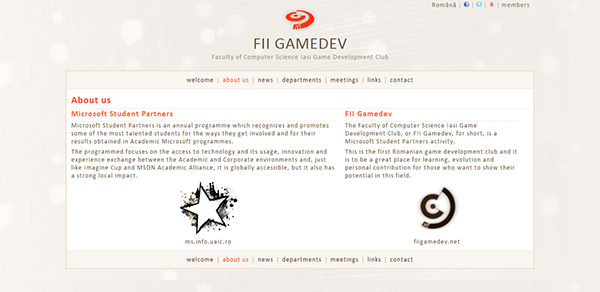 Română | | | | members
FII GAMEDEV
Faculty of Computer Science Iasi Game Development Club
welcome | about us | news | departments | meetings | links | contact
About us
Microsoft Student Partners
Microsoft Student Partners is an annual programme which recognizes and promotes
some of the most talented students for the ways they get involved and for their
results obtained in Academic Microsoft programmes.
The programmed focuses on the access to technology and its usage, innovation and
experience exchange between the Academic and Corporate environments and, just
like Imagine Cup and MSDN Academic Alliance, it is globally accessible, but it also has
a strong local impact.
ms.info.uaic.ro
FII Gamedev
The Faculty of Computer Science Iasi Game
Development Club, or FII Gamedev, for short, is a
Microsoft Student Partners activity.
This is the first Romanian game development club and it
is to be a great place for learning, evolution and
personal contribution for those who want to show their
potential in this field.
fiigamedev.net
welcome | about us | news | departments | meetings | links | contact